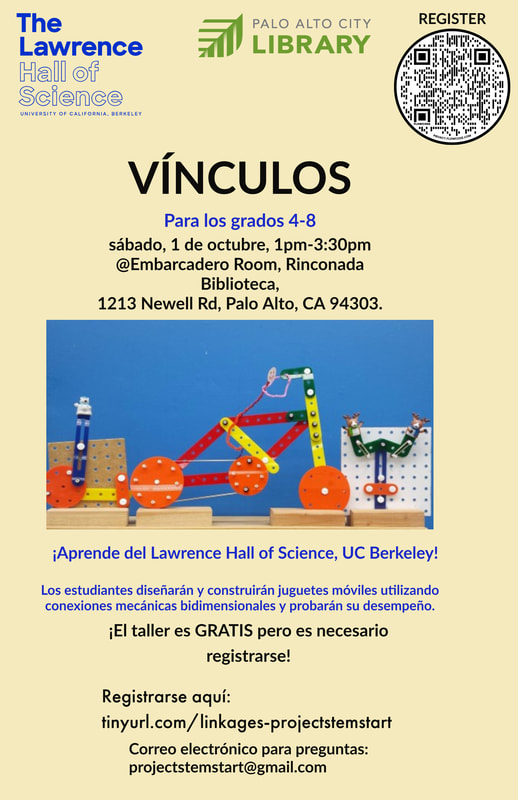 The
Lawrence
Hall of
Science
UNIVERSITY OF CALIFORNIA, BERKELEY
PALO ALTO CITY
LIBRARY
REGISTER
VÍNCULOS
Para los grados 4-8
sábado, 1 de octubre, 1pm-3:30pm
@Embarcadero Room, Rinconada
Biblioteca,
1213 Newell Rd, Palo Alto, CA 94303.
¡Aprende del Lawrence Hall of Science, UC Berkeley!
Los estudiantes diseñarán y construirán juguetes móviles utilizando
conexiones mecánicas bidimensionales y probarán su desempeño.
¡El taller es GRATIS pero es necesario
registrarse!
Registrarse aquí:
tinyurl.com/linkages-projectstemstart
Correo electrónico para preguntas:
projectstemstart@gmail.com